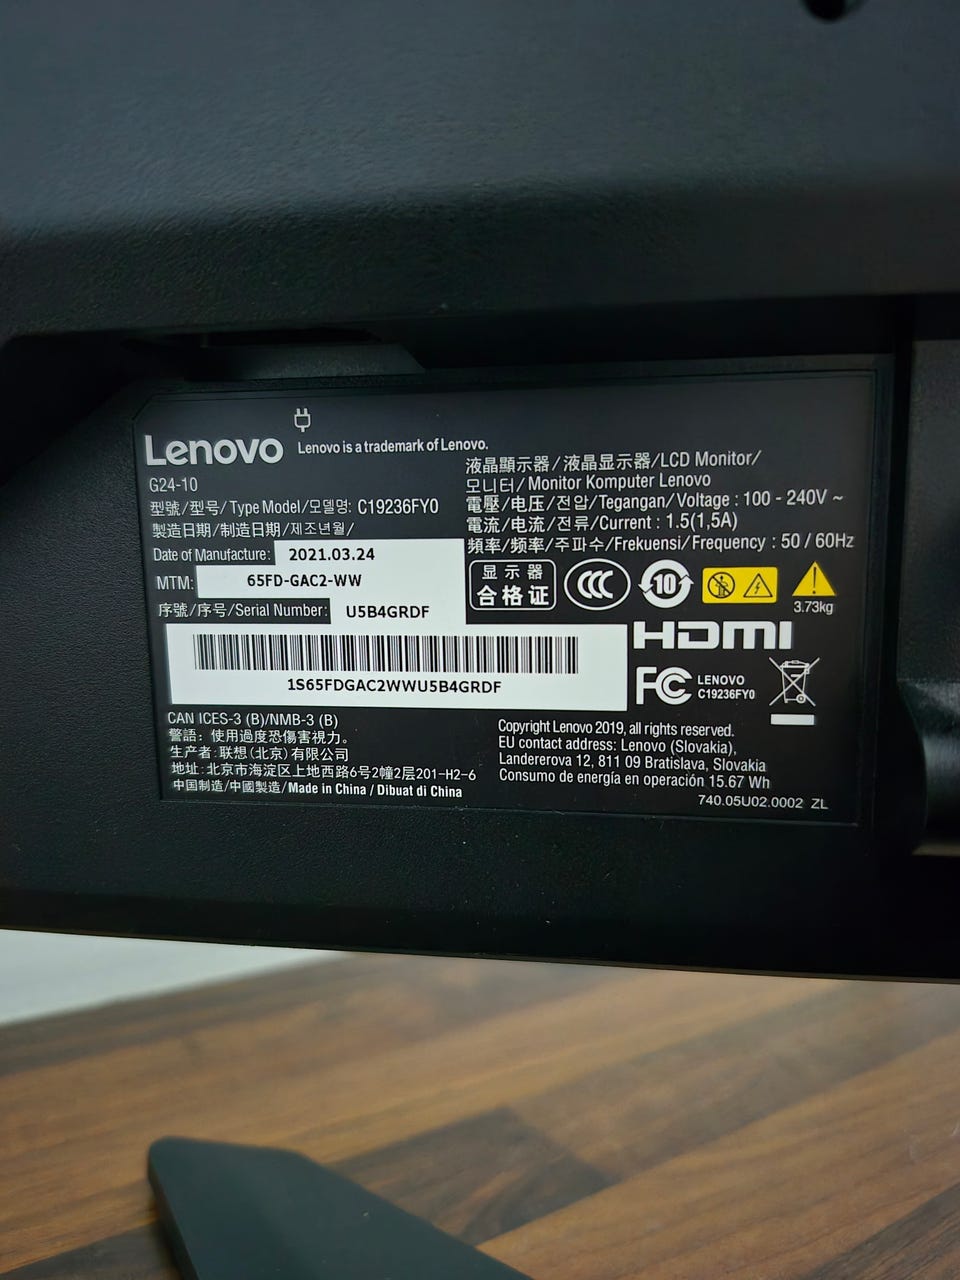 Lenovo
Lenovo is a trademark of Lenovo.
G24-10
型號/型号/Type Model/모델명: C19236FY0
製造日期/制造日期/제조년월/
Date of Manufacture: 2021.03.24
MTM: 65FD-GAC2-WW
序號/序号/Serial Number: U5B4GRDF
1S65FDGAC2WWU5B4GRDF
液晶顯示器/液晶显示器/LCD Monitor/
모니터/Monitor Komputer Lenovo
電壓/电压/전압/Tegangan/Voltage : 100 - 240V ~
電流/电流/전류/Current : 1.5(1,5A)
頻率/频率/주파수/Frekuensi/Frequency : 50 / 60Hz
显示器
合格证
CCC
10
3.73kg
HDMI
FC LENOVO
C19236FY0
CAN ICES-3 (B)/NMB-3 (B)
警語: 使用過度恐傷害視力。
生产者: 联想(北京)有限公司
地址: 北京市海淀区上地西路6号2幢2层201-H2-6
中国制造/中國製造/Made in China / Dibuat di China
Copyright Lenovo 2019, all rights reserved.
EU contact address: Lenovo (Slovakia),
Landererova 12, 811 09 Bratislava, Slovakia
Consumo de energía en operación 15.67 Wh
740.05U02.0002 ZL